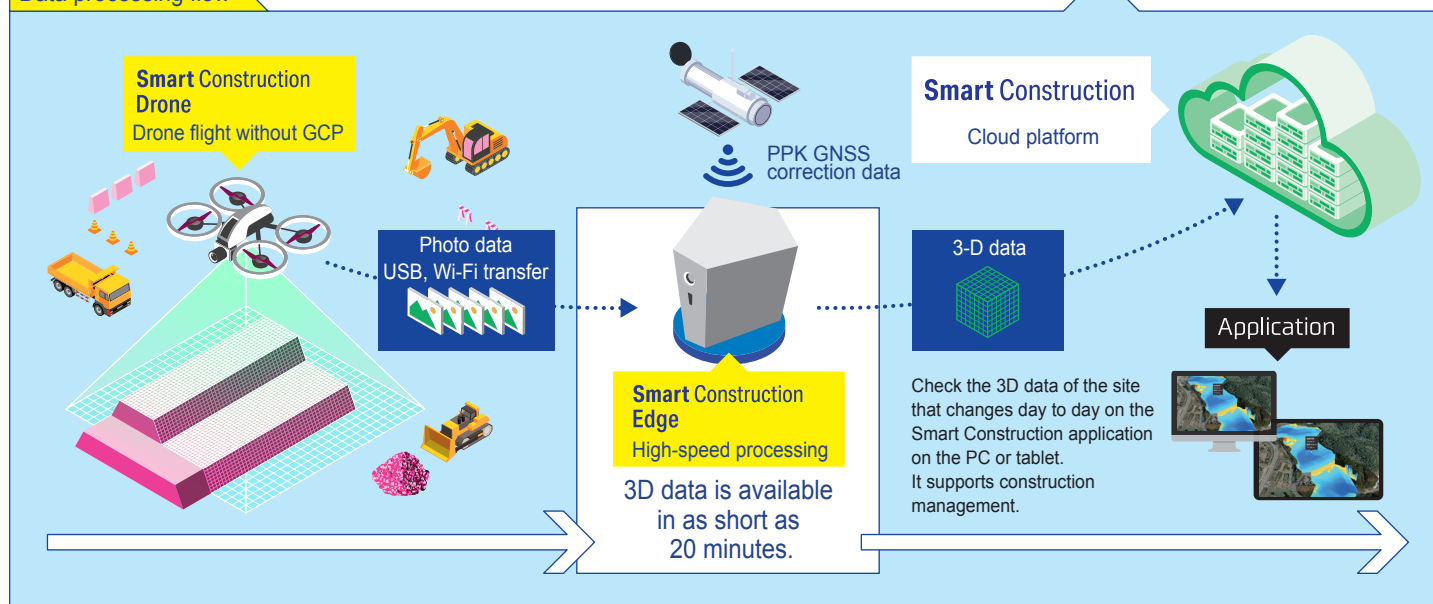 Data processing flow
Smart Construction
Drone
Drone flight without GCP
PPK GNSS
correction data
Smart Construction
Cloud platform
Photo data
USB, Wi-Fi transfer
3-D data
Application
Smart Construction
Edge
High-speed processing
3D data is available
in as short as
20 minutes.
Check the 3D data of the site
that changes day to day on the
Smart Construction application
on the PC or tablet.
It supports construction
management.